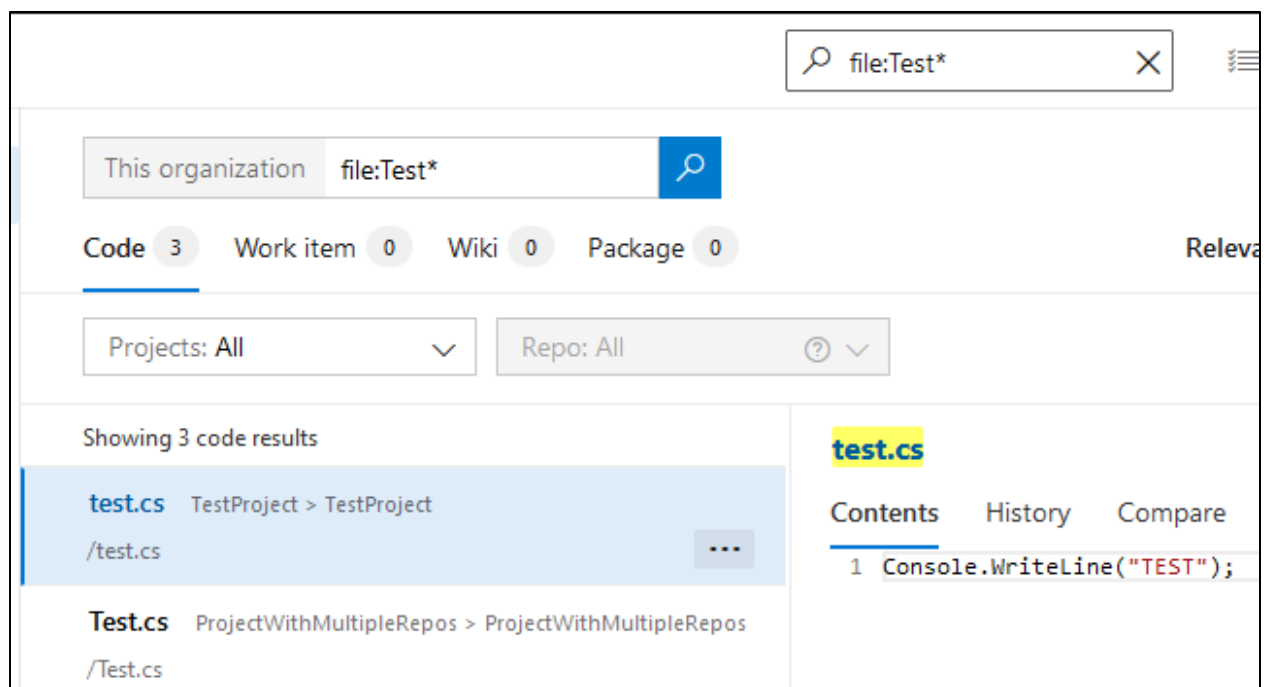 file:Test*
This organization file:Test*
Code 3 Work item 0 Wiki 0 Package 0 Releva
Projects: All Repo: All
Showing 3 code results
test.cs TestProject > TestProject
/test.cs
Test.cs ProjectWithMultipleRepos > ProjectWithMultipleRepos
/Test.cs
test.cs
Contents History Compare
1 Console.WriteLine("TEST");